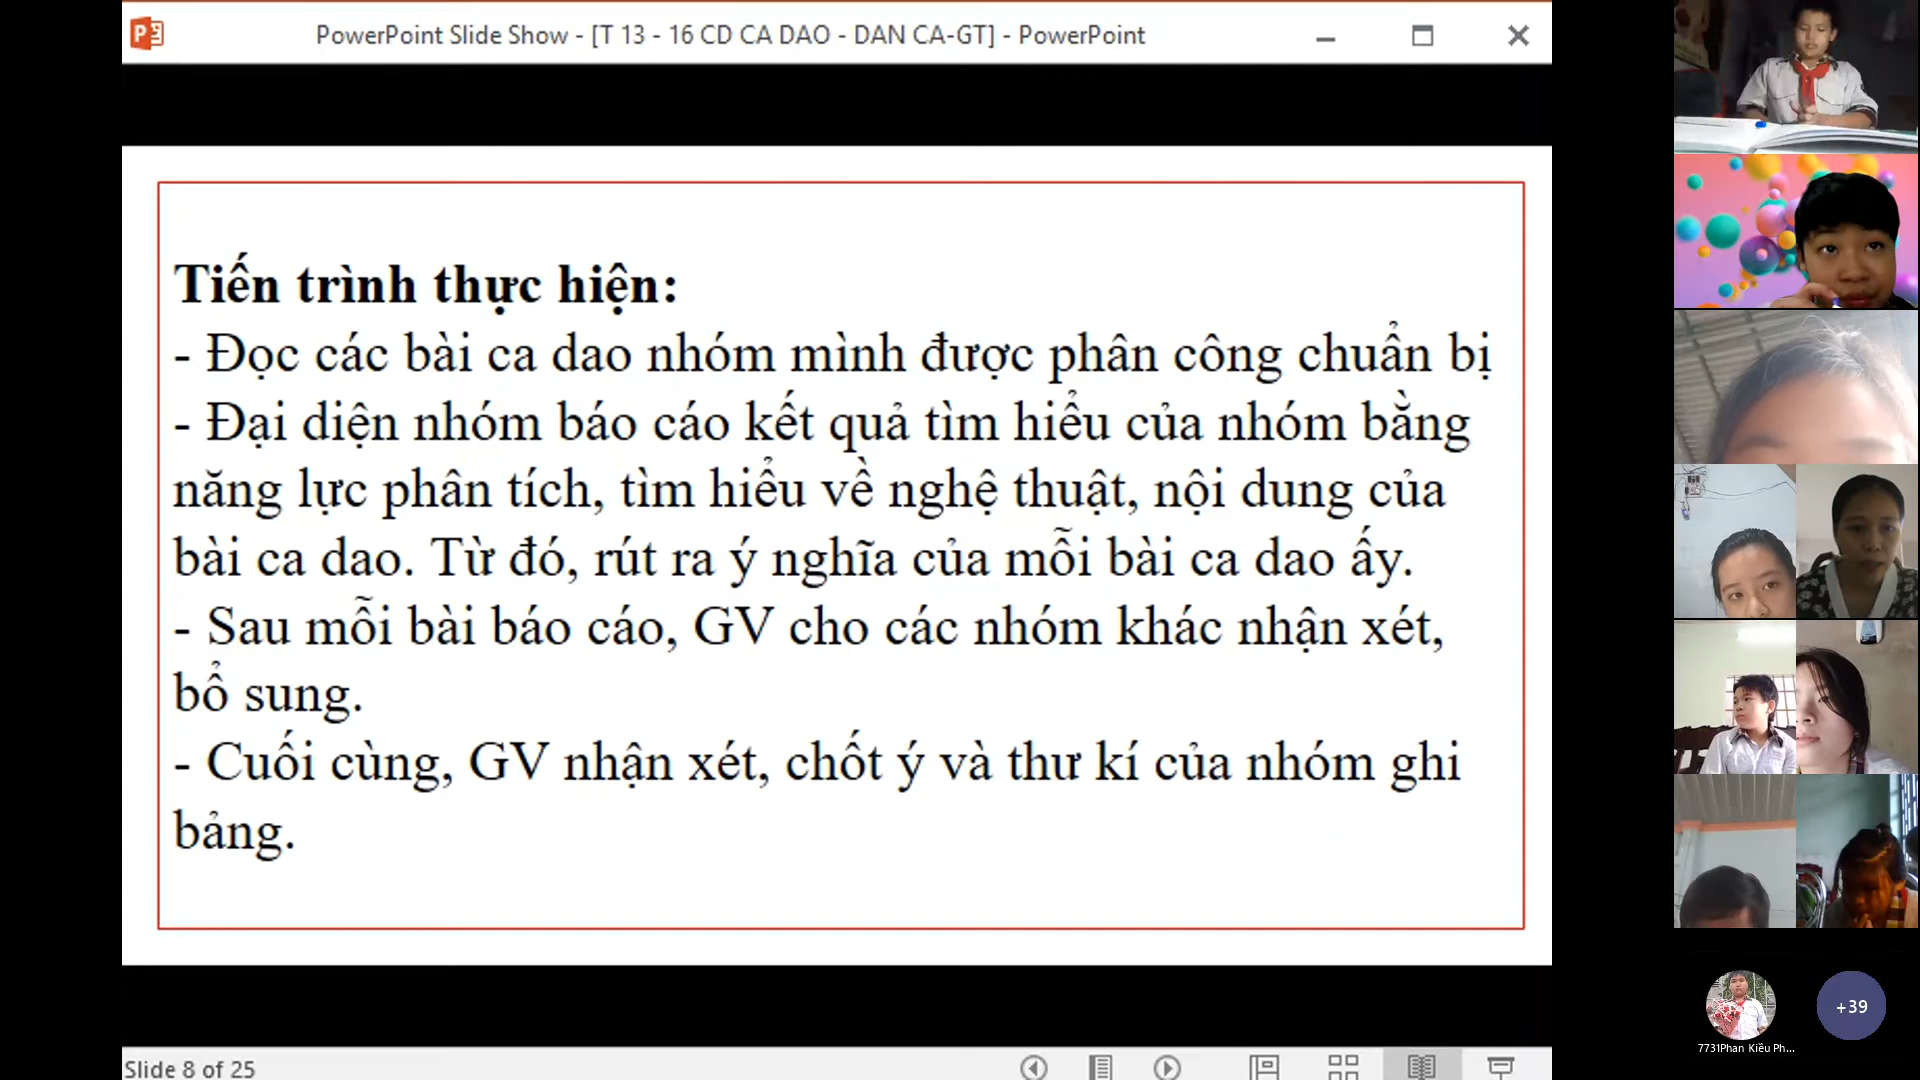 PowerPoint Slide Show - [T 13 - 16 CD CA DAO - DAN CA-GT] - PowerPoint
Tiến trình thực hiện:
- Đọc các bài ca dao nhóm mình được phân công chuẩn bị
- Đại diện nhóm báo cáo kết quả tìm hiểu của nhóm bằng
năng lực phân tích, tìm hiểu về nghệ thuật, nội dung của
bài ca dao. Từ đó, rút ra ý nghĩa của mỗi bài ca dao ấy.
- Sau mỗi bài báo cáo, GV cho các nhóm khác nhận xét,
bổ sung.
- Cuối cùng, GV nhận xét, chốt ý và thư kí của nhóm ghi
bảng.
+39
7731Phan Kiều Ph...
Slide 8 of 25